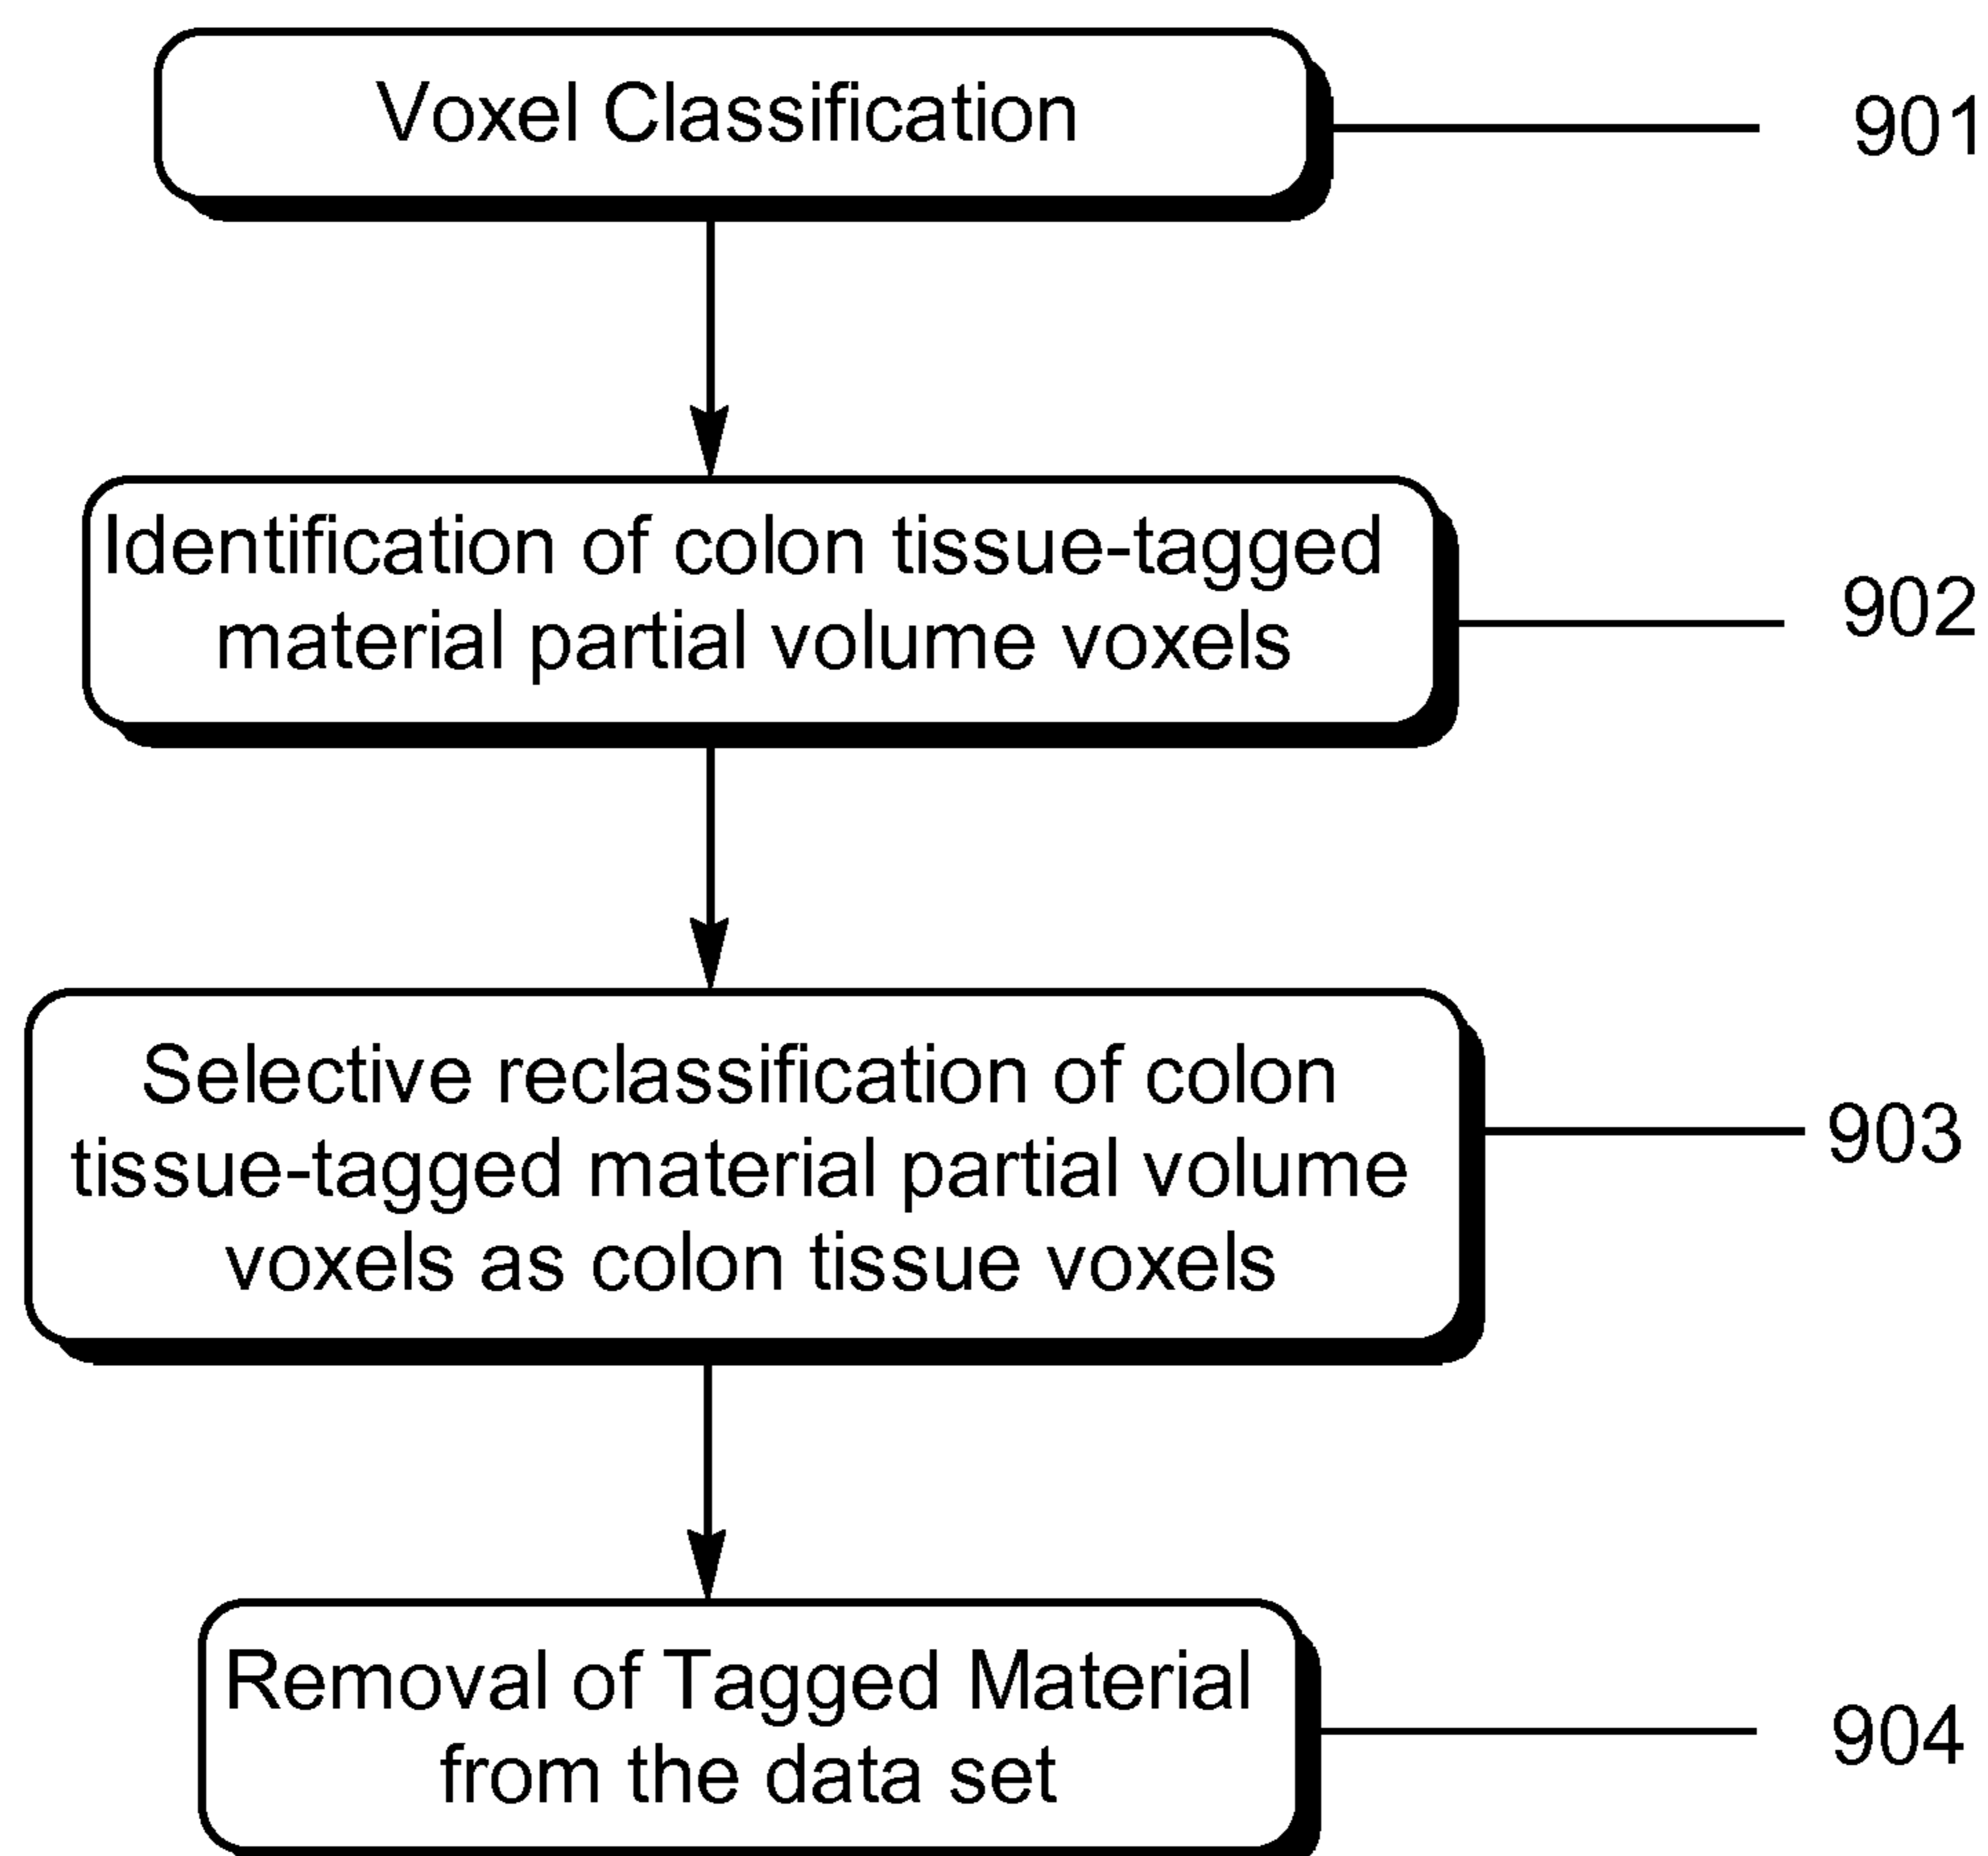 Voxel Classification
901
Identification of colon tissue-tagged
material partial volume voxels
902
Selective reclassification of colon
tissue-tagged material partial volume
voxels as colon tissue voxels
903
Removal of Tagged Material
from the data set
904